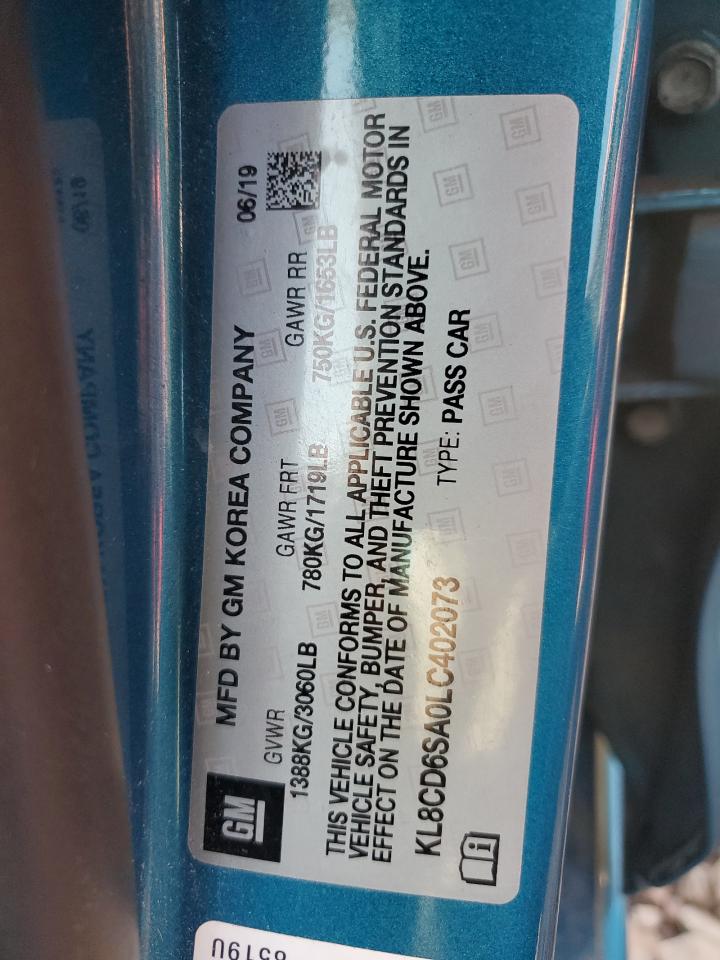 GM
MFD BY GM KOREA COMPANY 06/19
GVWR GAWR FRT GAWR RR
1388KG/3060LB 780KG/1719LB 750KG/1653LB
THIS VEHICLE CONFORMS TO ALL APPLICABLE U.S. FEDERAL MOTOR
VEHICLE SAFETY, BUMPER, AND THEFT PREVENTION STANDARDS IN
EFFECT ON THE DATE OF MANUFACTURE SHOWN ABOVE.
KL8CD6SA0LC402073 TYPE: PASS CAR
6519U